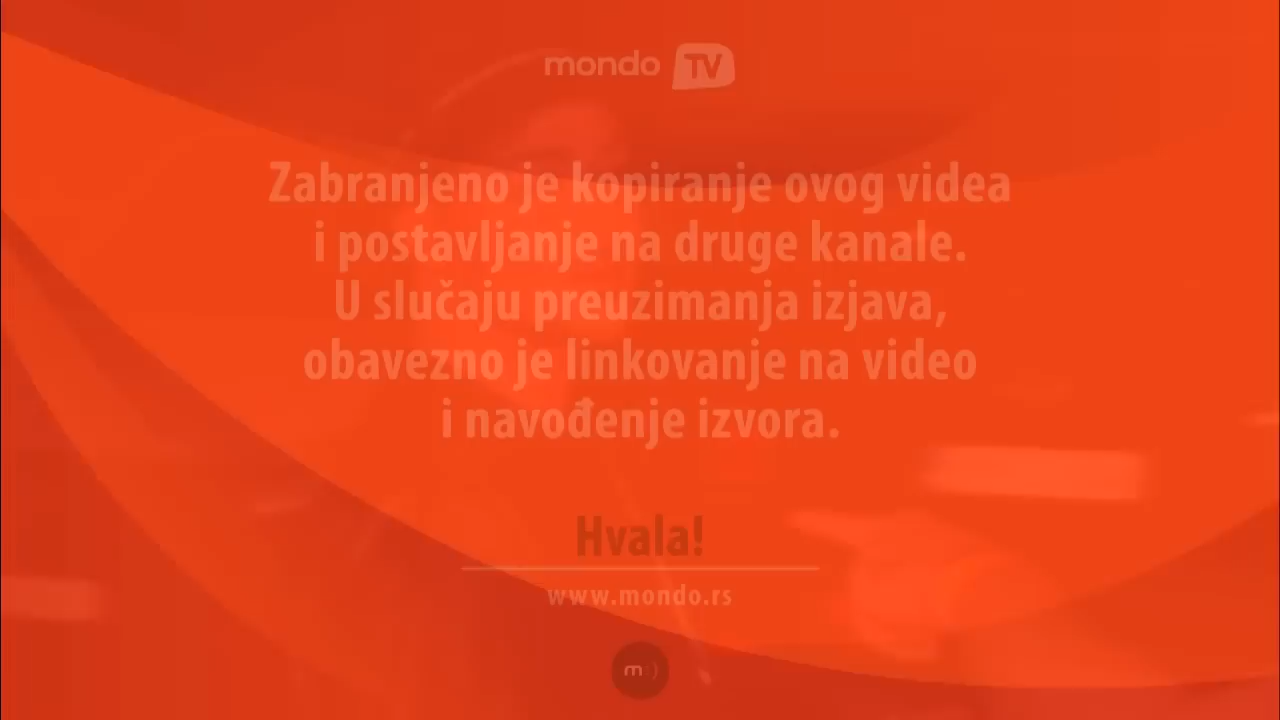 mondo TV
Zabranjeno je kopiranje ovog videa
i postavljanje na druge kanale.
U slučaju preuzimanja izjava,
obavezno je linkovanje na video
i navođenje izvora.
Hvala!
www.mondo.rs
m:)